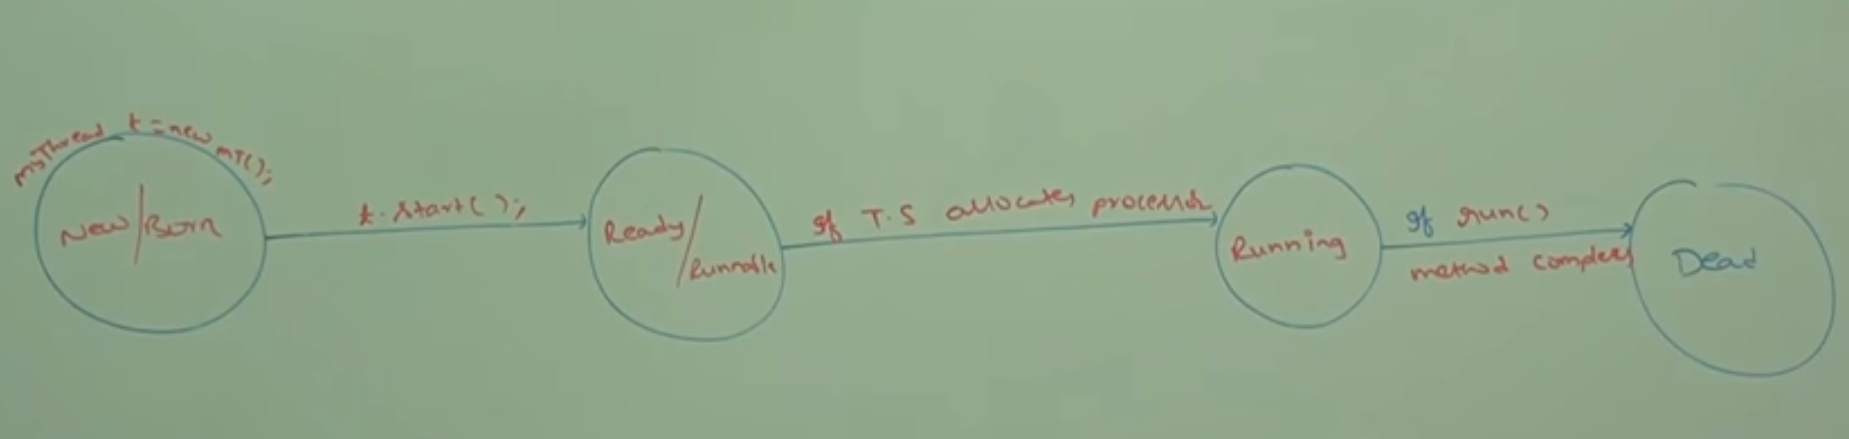 MyThread t = new MT();
New/Born
t.start();
Ready/
Runnable
If T.S allocates processor
Running
If run()
method completes
Dead